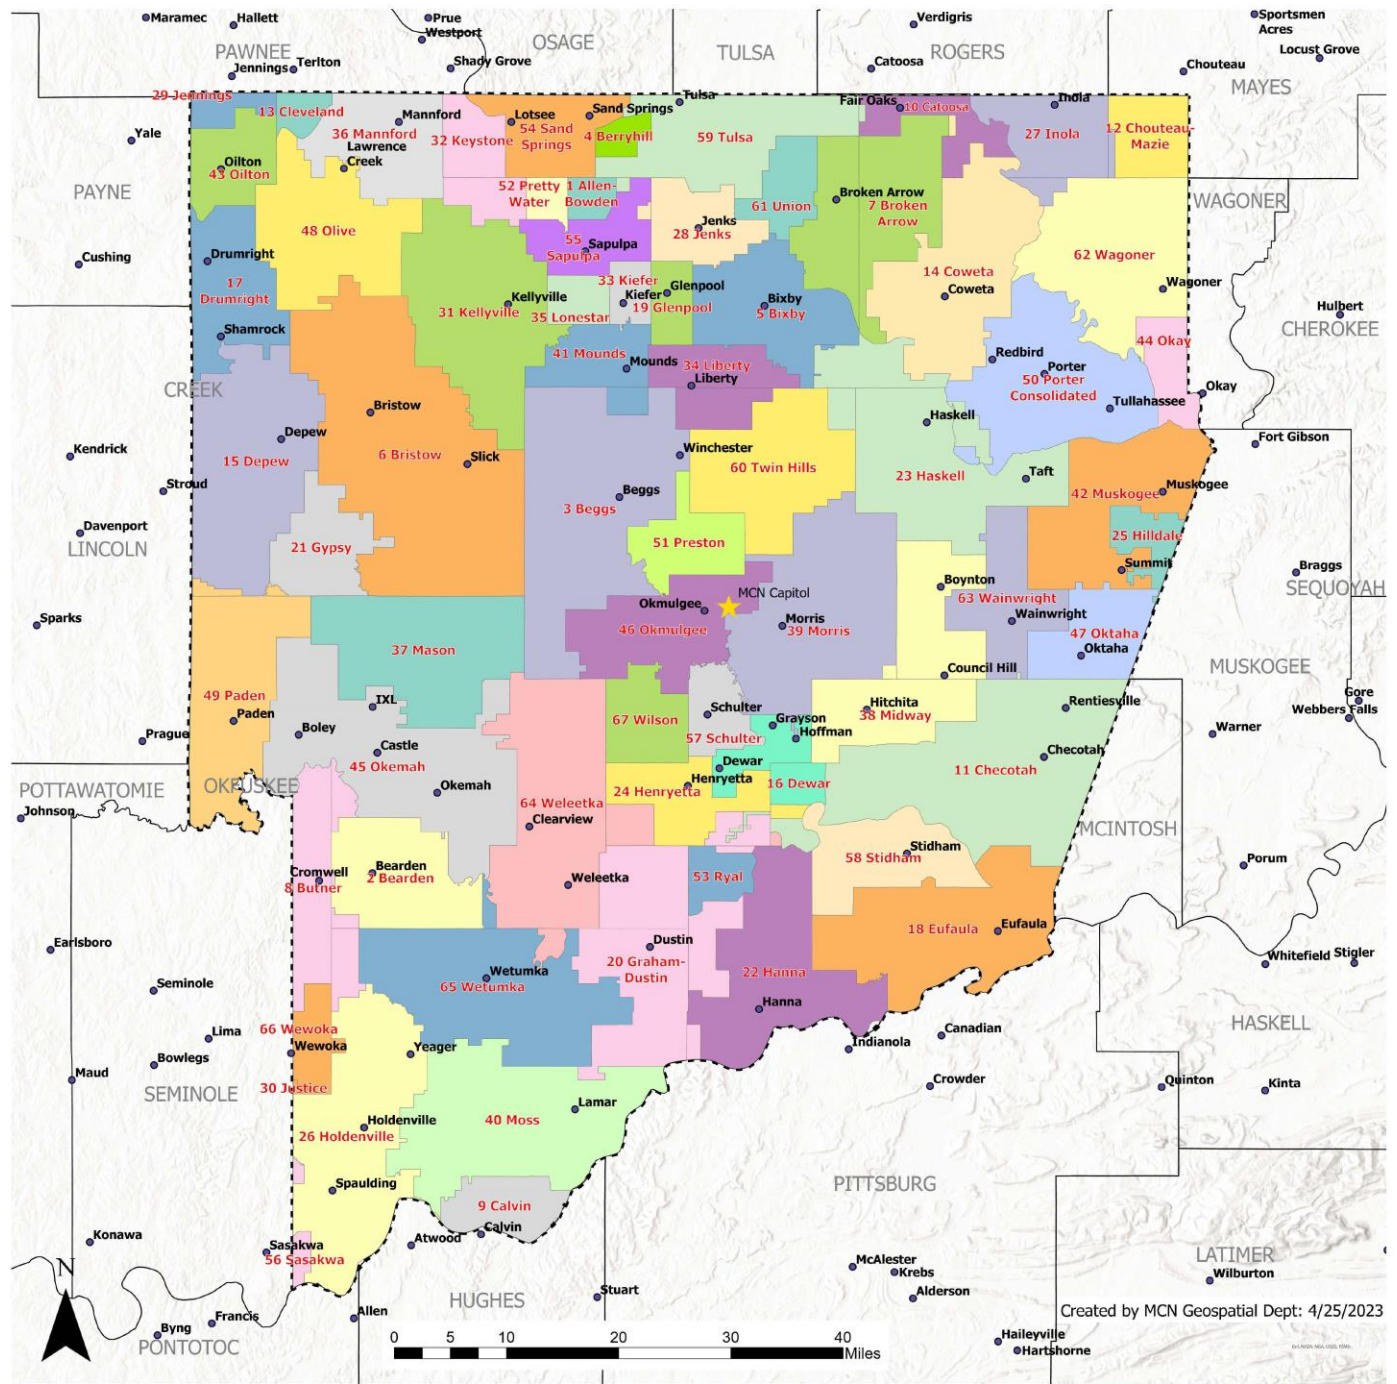 Maramec
Hallett
Prue
Westport
Verdigris
Sportsmen
Acres
PAWNEE
OSAGE
TULSA
ROGERS
Locust Grove
Jennings
Terlton
Shady Grove
Catoosa
Chouteau
MAYES
29 Jennings
13 Cleveland
Mannford
Lotsee
Sand Springs
Tulsa
Fair Oaks
10 Catoosa
Inola
Yale
36 Mannford
Lawrence
Creek
32 Keystone
54 Sand
Springs
4 Berryhill
59 Tulsa
27 Inola
12 Chouteau-
Mazie
Oilton
43 Oilton
PAYNE
52 Pretty
Water
1 Allen-
Bowden
61 Union
Broken Arrow
7 Broken
Arrow
WAGONER
48 Olive
55
Sapulpa
Sapulpa
Jenks
28 Jenks
Cushing
Drumright
17
Drumright
62 Wagoner
14 Coweta
Coweta
Wagoner
33 Kiefer
Kiefer
Glenpool
19 Glenpool
Kellyville
31 Kellyville
35 Lonestar
Bixby
5 Bixby
Hulbert
CHEROKEE
Shamrock
44 Okay
41 Mounds
Mounds
34 Liberty
Liberty
Redbird
Porter
50 Porter
Consolidated
Okay
CREEK
Tullahassee
Bristow
Haskell
Depew
15 Depew
Kendrick
6 Bristow
Slick
Winchester
60 Twin Hills
Fort Gibson
Stroud
23 Haskell
Taft
42 Muskogee
Muskogee
Beggs
3 Beggs
Davenport
LINCOLN
21 Gypsy
51 Preston
25 Hilldale
Summit
Braggs
SEQUOYAH
Boynton
MCN Capitol
63 Wainwright
Wainwright
Sparks
Okmulgee
46 Okmulgee
Morris
39 Morris
47 Oktaha
Oktaha
37 Mason
MUSKOGEE
Council Hill
49 Paden
Paden
IXL
Boley
67 Wilson
Schulter
57 Schulter
Hitchita
38 Midway
Rentiesville
Gore
Webbers Falls
Grayson
Hoffman
Warner
Prague
Castle
45 Okemah
Dewar
16 Dewar
Checotah
11 Checotah
POTTAWATOMIE
OKFUSKEE
Okemah
Henryetta
24 Henryetta
64 Weleetka
Clearview
Johnson
MCINTOSH
Stidham
58 Stidham
Porum
Cromwell
8 Butner
Bearden
2 Bearden
Weleetka
53 Ryal
Earlsboro
18 Eufaula
Eufaula
Dustin
20 Graham-
Dustin
Whitefield
Stigler
Seminole
Wetumka
65 Wetumka
22 Hanna
Hanna
HASKELL
Lima
66 Wewoka
Wewoka
Canadian
Indianola
Bowlegs
Yeager
Maud
SEMINOLE
30 Justice
Crowder
Quinton
Kinta
Lamar
40 Moss
Holdenville
26 Holdenville
Spaulding
PITTSBURG
9 Calvin
Calvin
Konawa
Atwood
Sasakwa
56 Sasakwa
LATIMER
N
McAlester
Krebs
Wilburton
Alderson
Stuart
HUGHES
Created by MCN Geospatial Dept: 4/25/2023
Francis
Allen
Byng
PONTOTOC
0 5 10 20 30 40
Miles
Haileyville
Hartshorne